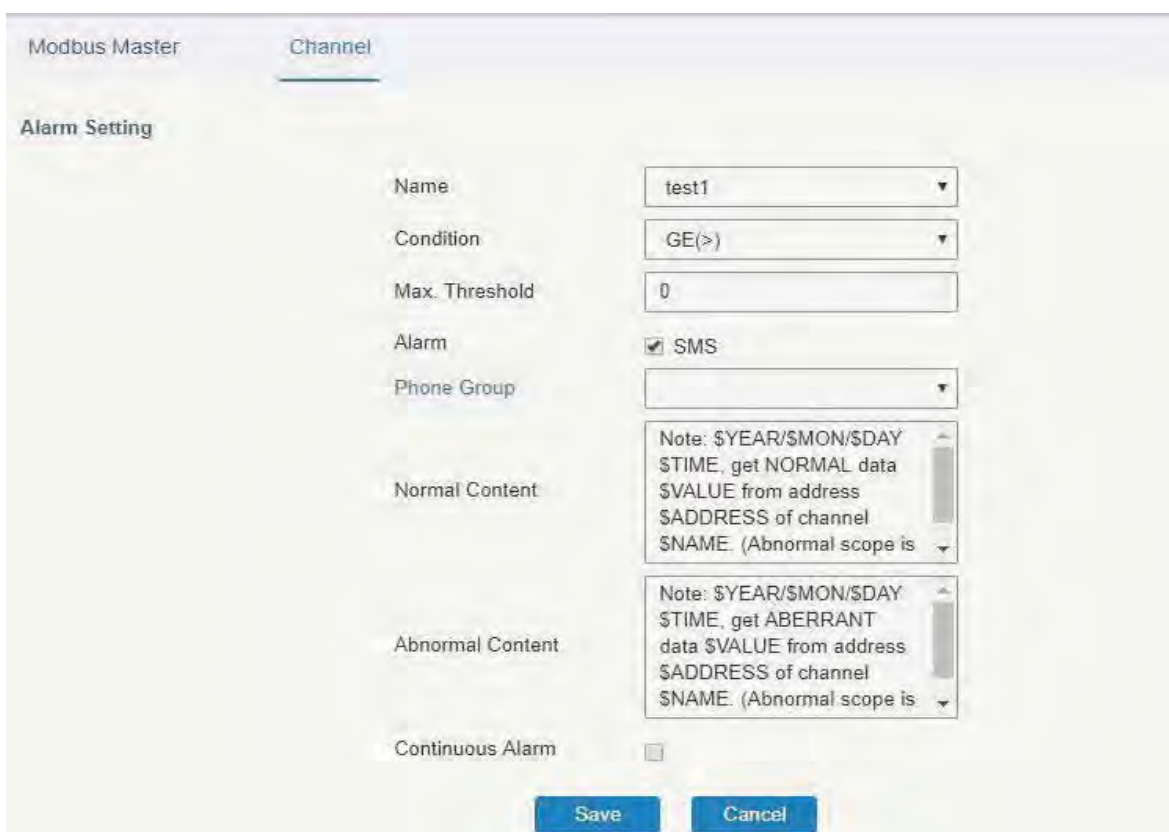 Modbus Master Channel
Alarm Setting
Name test1
Condition GE(>)
Max. Threshold 0
Alarm SMS
Phone Group
Normal Content
Note: $YEAR/$MON/$DAY
$TIME, get NORMAL data
$VALUE from address
$ADDRESS of channel
$NAME. (Abnormal scope is
Abnormal Content
Note: $YEAR/$MON/$DAY
$TIME, get ABERRANT
data $VALUE from address
$ADDRESS of channel
$NAME. (Abnormal scope is
Continuous Alarm
Save Cancel